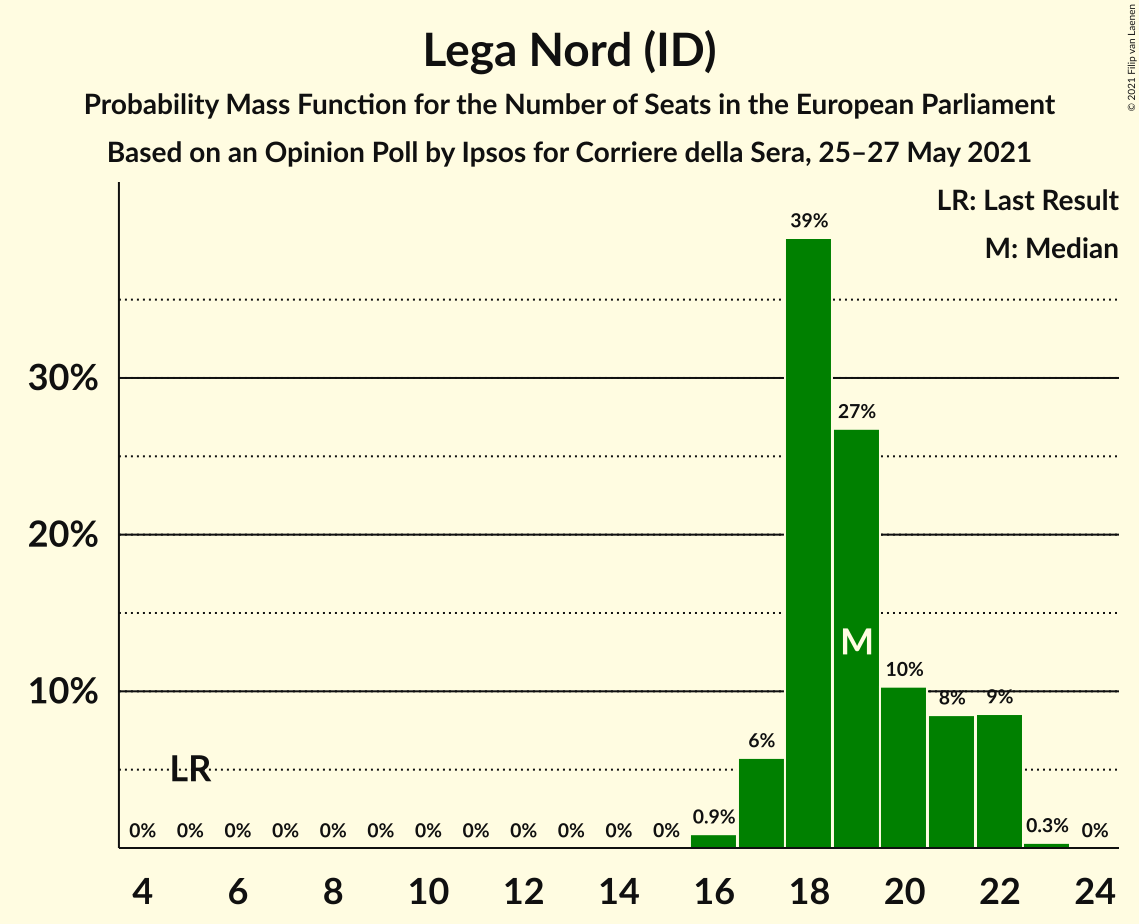 Lega Nord (ID)
Probability Mass Function for the Number of Seats in the European Parliament
Based on an Opinion Poll by Ipsos for Corriere della Sera, 25–27 May 2021
© 2021 Filip van Laenen
LR: Last Result
M: Median
39%
30%
27%
20%
M
10%
10%
8%
9%
6%
LR
0% 0% 0% 0% 0% 0% 0% 0% 0% 0% 0% 0% 0.9% 0.3% 0%
4 6 8 10 12 14 16 18 20 22 24